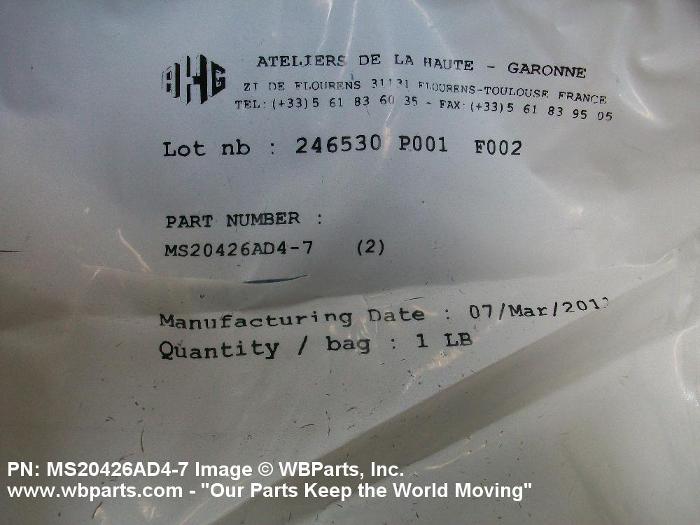 AHG
ATELIERS DE LA HAUTE - GARONNE
ZI DE FLOURENS 31131 FLOURENS-TOULOUSE FRANCE
TEL: (+33)5 61 83 60 35 - FAX: (+33)5 61 83 95 05
Lot nb : 246530 P001 F002
PART NUMBER :
MS20426AD4-7 (2)
Manufacturing Date :
Quantity / bag : 1 LB
PN: MS20426AD4-7 Image © WBParts, Inc.
www.wbparts.com - "Our Parts Keep the World Moving"